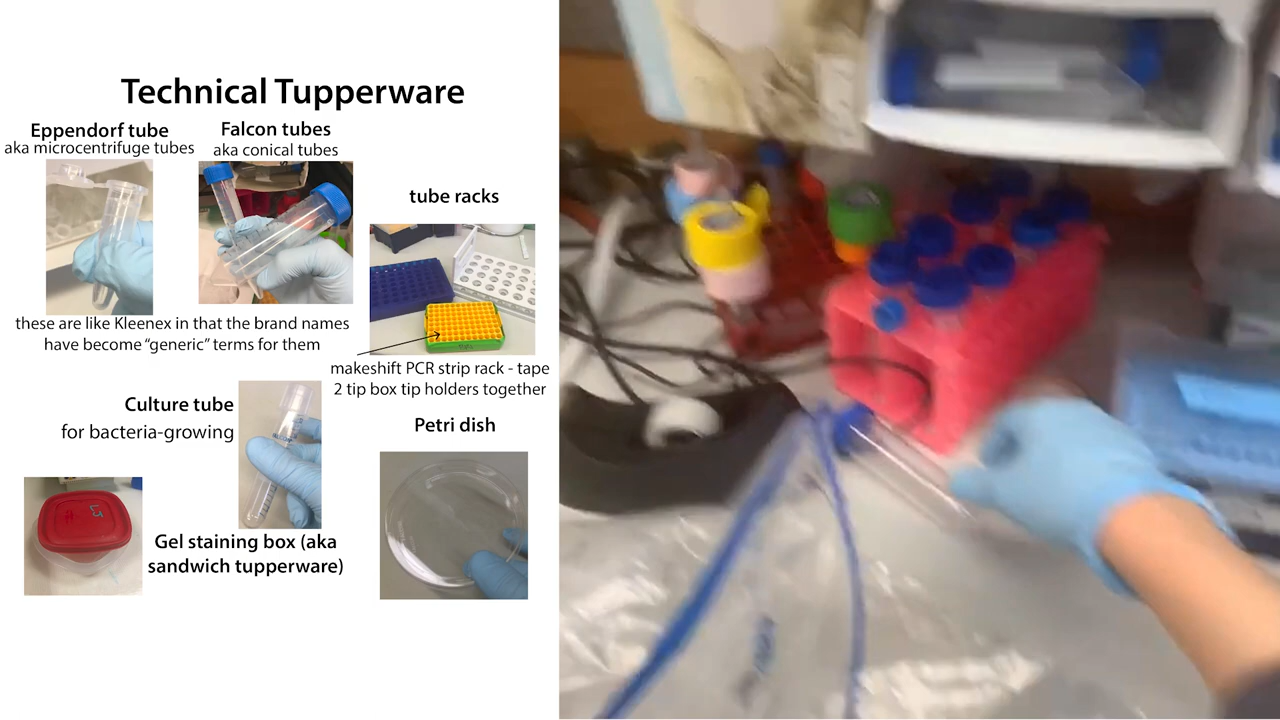 Technical Tupperware
Eppendorf tube
aka microcentrifuge tubes
Falcon tubes
aka conical tubes
tube racks
these are like Kleenex in that the brand names
have become “generic” terms for them
makeshift PCR strip rack - tape
2 tip box tip holders together
Culture tube
for bacteria-growing
Petri dish
Gel staining box (aka
sandwich tupperware)